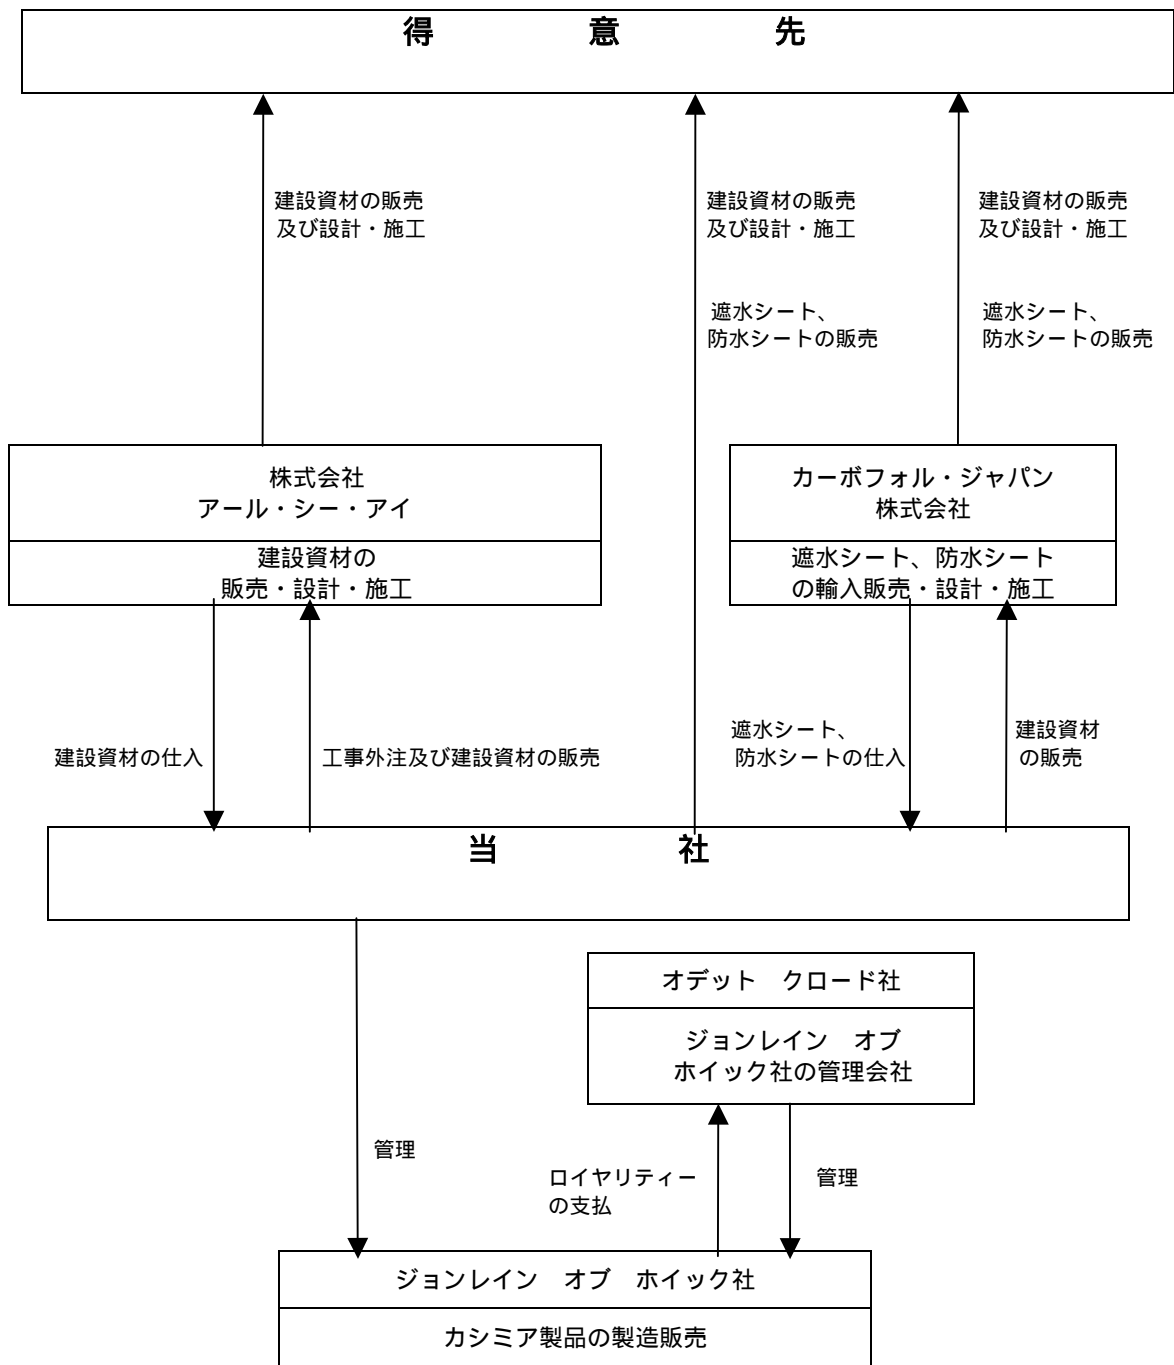 得 意 先
建設資材の販売
及び設計・施工
建設資材の販売
及び設計・施工
建設資材の販売
及び設計・施工
遮水シート、
防水シートの販売
遮水シート、
防水シートの販売
株式会社
アール・シー・アイ
建設資材の
販売・設計・施工
カーボフォル・ジャパン
株式会社
遮水シート、防水シート
の輸入販売・設計・施工
建設資材の仕入
工事外注及び建設資材の販売
遮水シート、
防水シートの仕入
建設資材
の販売
当 社
オデット クロード社
ジョンレイン オブ
ホイック社の管理会社
管理
ロイヤリティー
の支払
管理
ジョンレイン オブ ホイック社
カシミア製品の製造販売